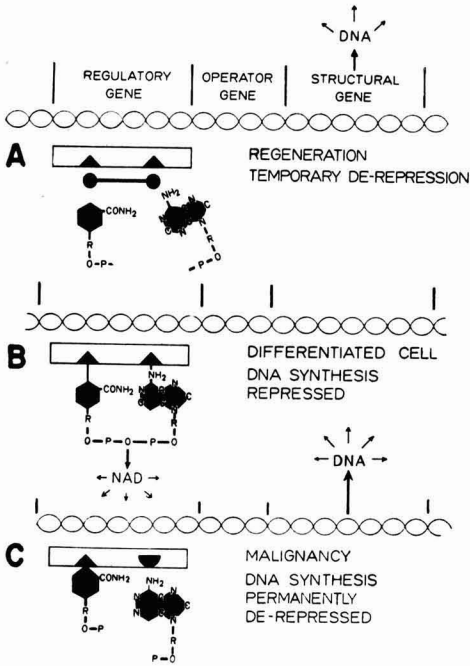 DNA
REGULATORY GENE
OPERATOR GENE
STRUCTURAL GENE
A
REGENERATION
TEMPORARY DE-REPRESSION
CONH2
R
O-P-
NH2
N
R
-P-O
B
DIFFERENTIATED CELL
DNA SYNTHESIS
REPRESSED
CONH2
NH2
R
R
O-P-O-P-O
NAD
DNA
C
MALIGNANCY
DNA SYNTHESIS
PERMANENTLY
DE-REPRESSED
CONH2
R
O-P
NH2
N
R
P-O